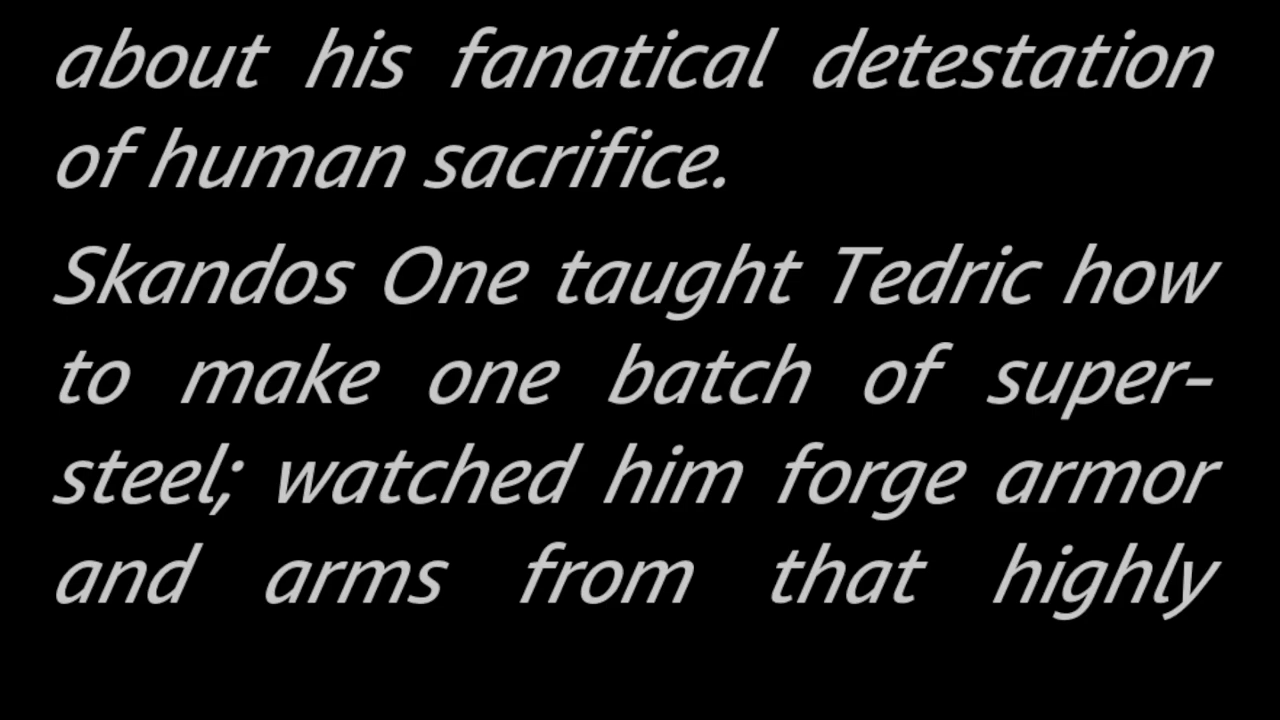 about his fanatical detestation
of human sacrifice.
Skandos One taught Tedric how
to make one batch of super-
steel; watched him forge armor
and arms from that highly